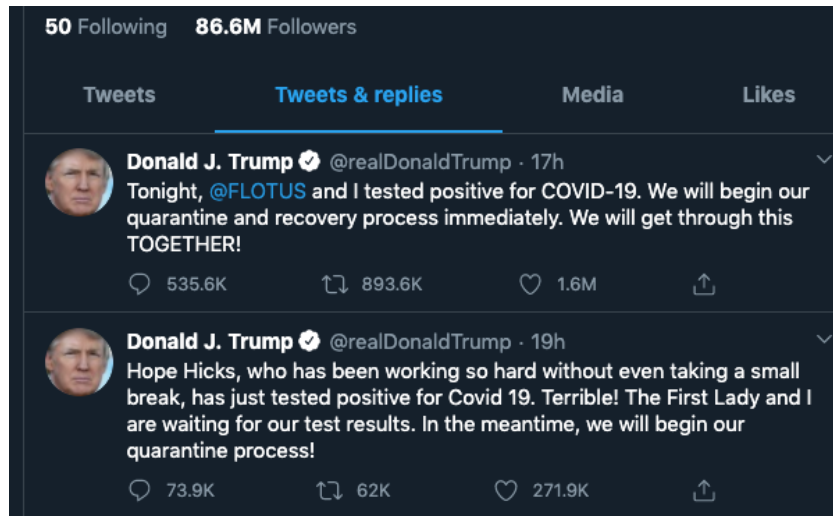 50 Following 86.6M Followers
Tweets Tweets & replies Media Likes
Donald J. Trump @realDonaldTrump · 17h
Tonight, @FLOTUS and I tested positive for COVID-19. We will begin our
quarantine and recovery process immediately. We will get through this
TOGETHER!
535.6K 893.6K 1.6M
Donald J. Trump @realDonaldTrump · 19h
Hope Hicks, who has been working so hard without even taking a small
break, has just tested positive for Covid 19. Terrible! The First Lady and I
are waiting for our test results. In the meantime, we will begin our
quarantine process!
73.9K 62K 271.9K